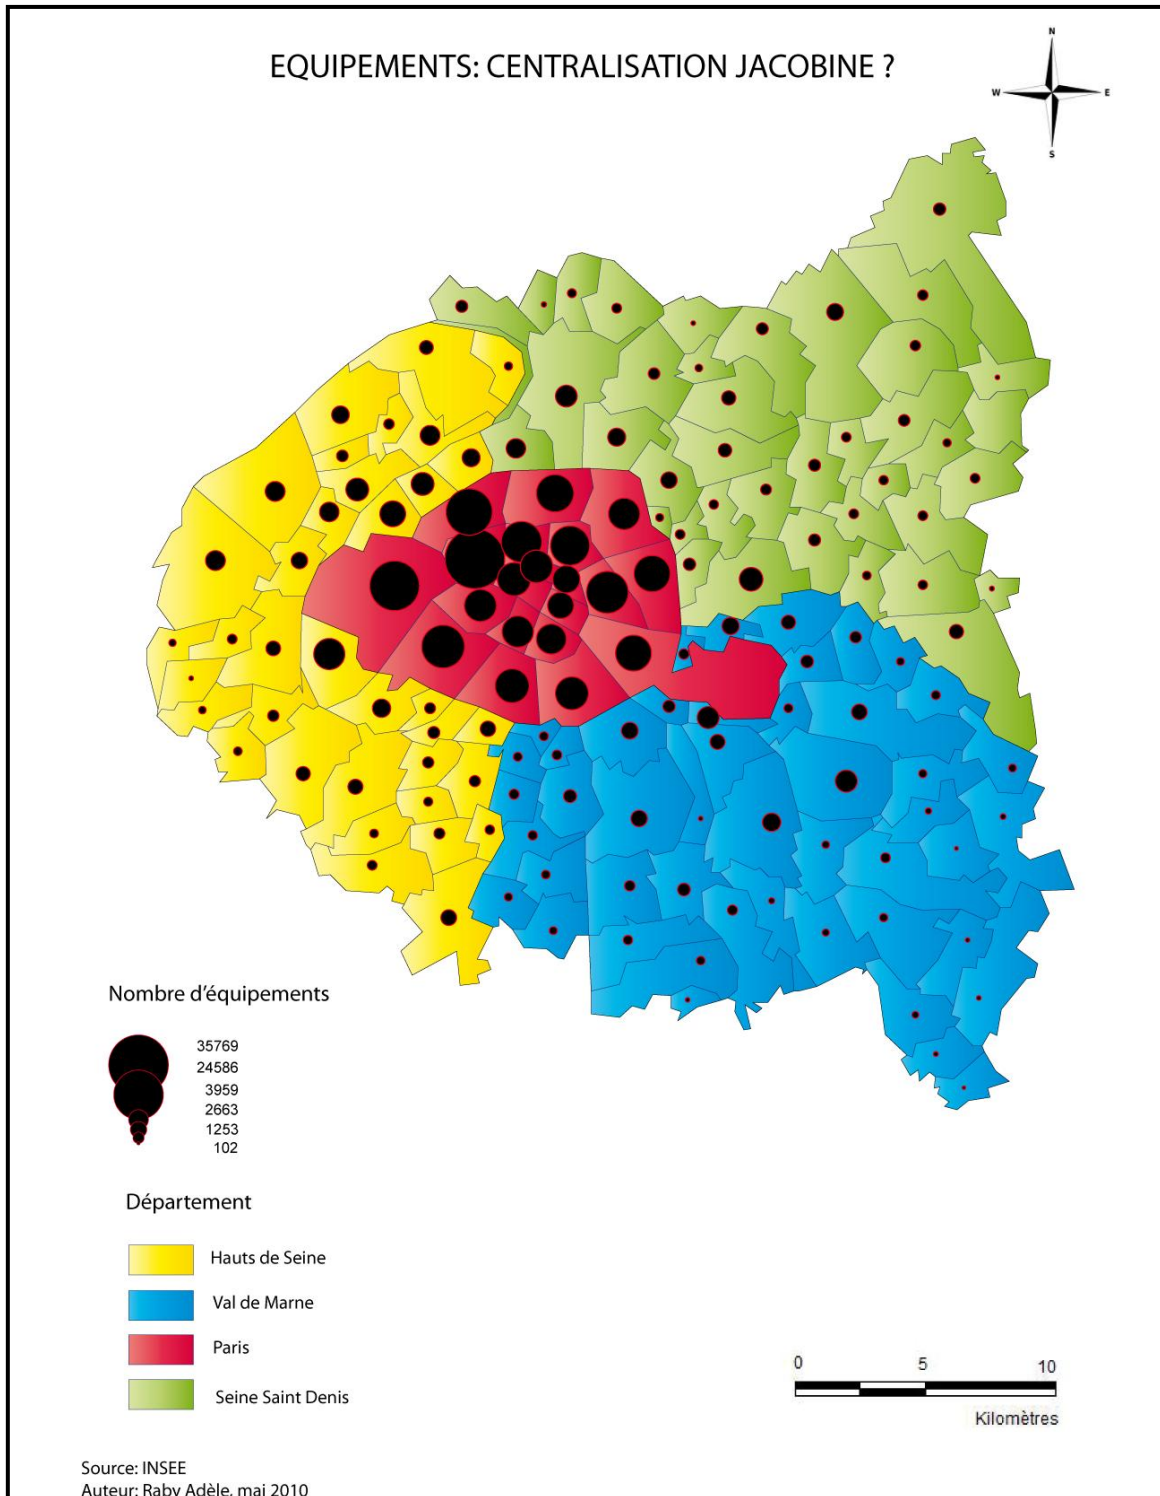 EQUIPEMENTS: CENTRALISATION JACOBINE ?
N
W E
S
Nombre d'équipements
35769
24586
3959
2663
1253
102
Département
Hauts de Seine
Val de Marne
Paris
Seine Saint Denis
0 5 10
Kilomètres
Source: INSEE
Auteur: Raby Adèle, mai 2010